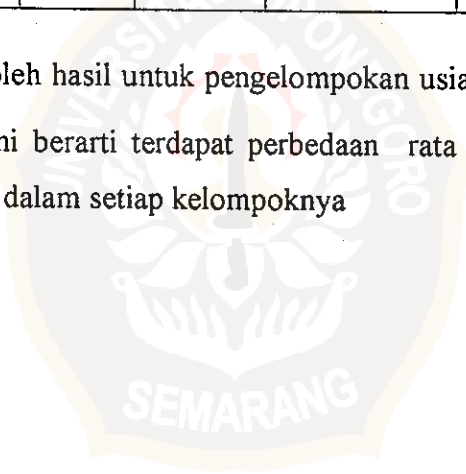 oleh hasil untuk pengelompokan usia
ni berarti terdapat perbedaan rata
dalam setiap kelompoknya
SEMARANG